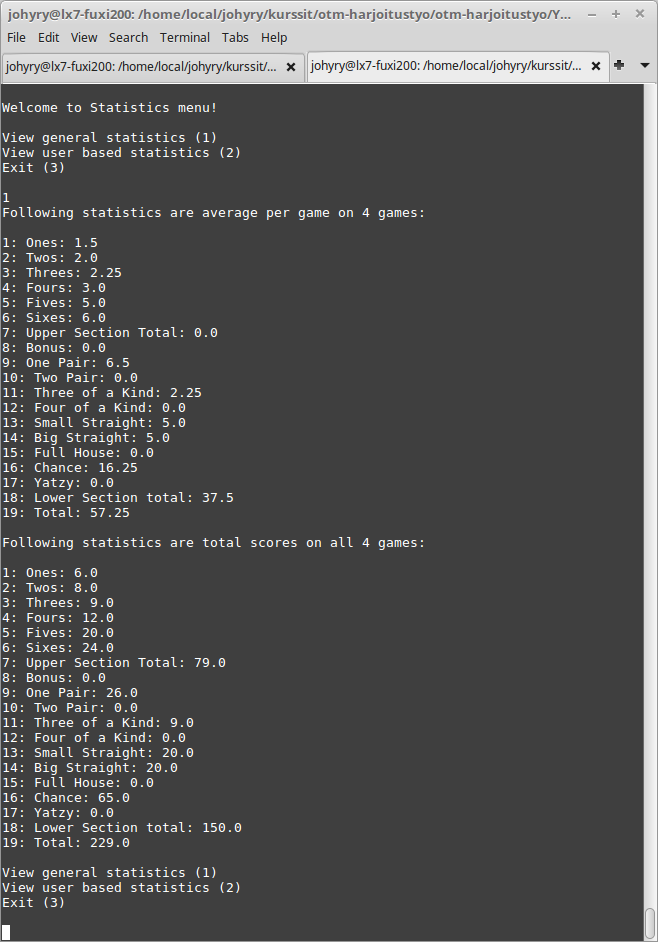 johyry@lx7-fuxi200: /home/local/johyry/kurssit/otm-harjoitustyo/otm-harjoitustyo/Y...
File Edit View Search Terminal Tabs Help
johyry@lx7-fuxi200: /home/local/johyry/kurssit/... johyry@lx7-fuxi200: /home/local/johyry/kurssit/...
Welcome to Statistics menu!
View general statistics (1)
View user based statistics (2)
Exit (3)
1
Following statistics are average per game on 4 games:
1: Ones: 1.5
2: Twos: 2.0
3: Threes: 2.25
4: Fours: 3.0
5: Fives: 5.0
6: Sixes: 6.0
7: Upper Section Total: 0.0
8: Bonus: 0.0
9: One Pair: 6.5
10: Two Pair: 0.0
11: Three of a Kind: 2.25
12: Four of a Kind: 0.0
13: Small Straight: 5.0
14: Big Straight: 5.0
15: Full House: 0.0
16: Chance: 16.25
17: Yatzy: 0.0
18: Lower Section total: 37.5
19: Total: 57.25
Following statistics are total scores on all 4 games:
1: Ones: 6.0
2: Twos: 8.0
3: Threes: 9.0
4: Fours: 12.0
5: Fives: 20.0
6: Sixes: 24.0
7: Upper Section Total: 79.0
8: Bonus: 0.0
9: One Pair: 26.0
10: Two Pair: 0.0
11: Three of a Kind: 9.0
12: Four of a Kind: 0.0
13: Small Straight: 20.0
14: Big Straight: 20.0
15: Full House: 0.0
16: Chance: 65.0
17: Yatzy: 0.0
18: Lower Section total: 150.0
19: Total: 229.0
View general statistics (1)
View user based statistics (2)
Exit (3)